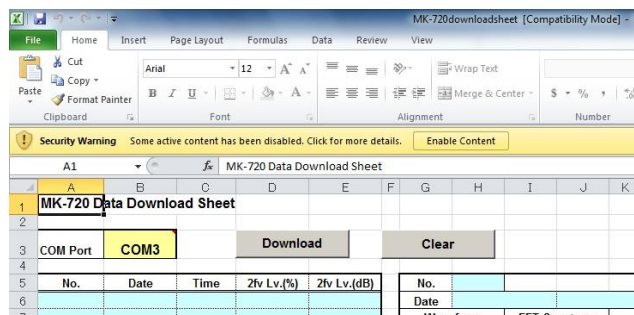 MK-720downloadsheet [Compatibility Mode] -
File Home Insert Page Layout Formulas Data Review View
Cut
Copy
Paste
Format Painter
Arial 12 A A
B I U A
Wrap Text
Merge & Center
$ % ,
Clipboard Font Alignment Number
Security Warning Some active content has been disabled. Click for more details. Enable Content
A1 fx MK-720 Data Download Sheet
A B C D E F G H I J K
1 MK-720 Data Download Sheet
2
3 COM Port COM3 Download Clear
4
5 No. Date Time 2fv Lv.(%) 2fv Lv.(dB) No.
6 Date